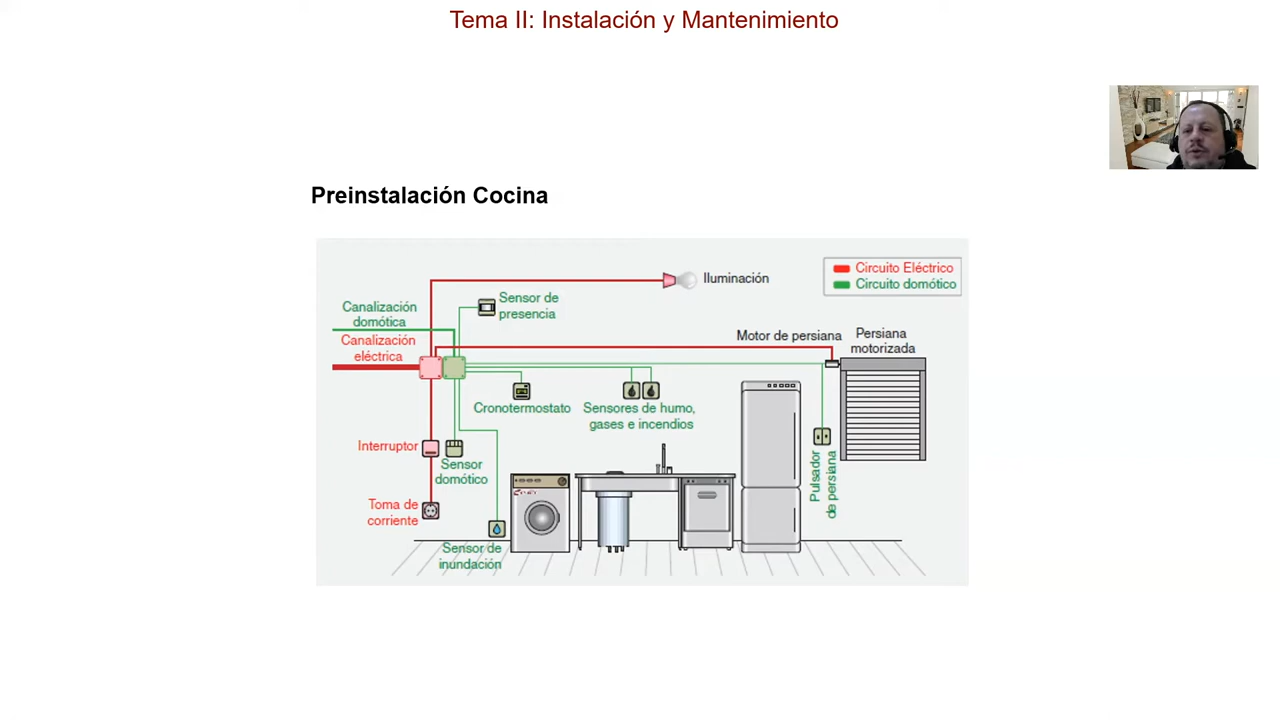 Tema II: Instalación y Mantenimiento
Preinstalación Cocina
Circuito Eléctrico
Circuito domótico
Iluminación
Sensor de
presencia
Canalización
domótica
Canalización
eléctrica
Motor de persiana
Persiana
motorizada
Cronotermostato
Sensores de humo,
gases e incendios
Interruptor
Sensor
domótico
Pulsador
de persiana
Toma de
corriente
Sensor de
inundación